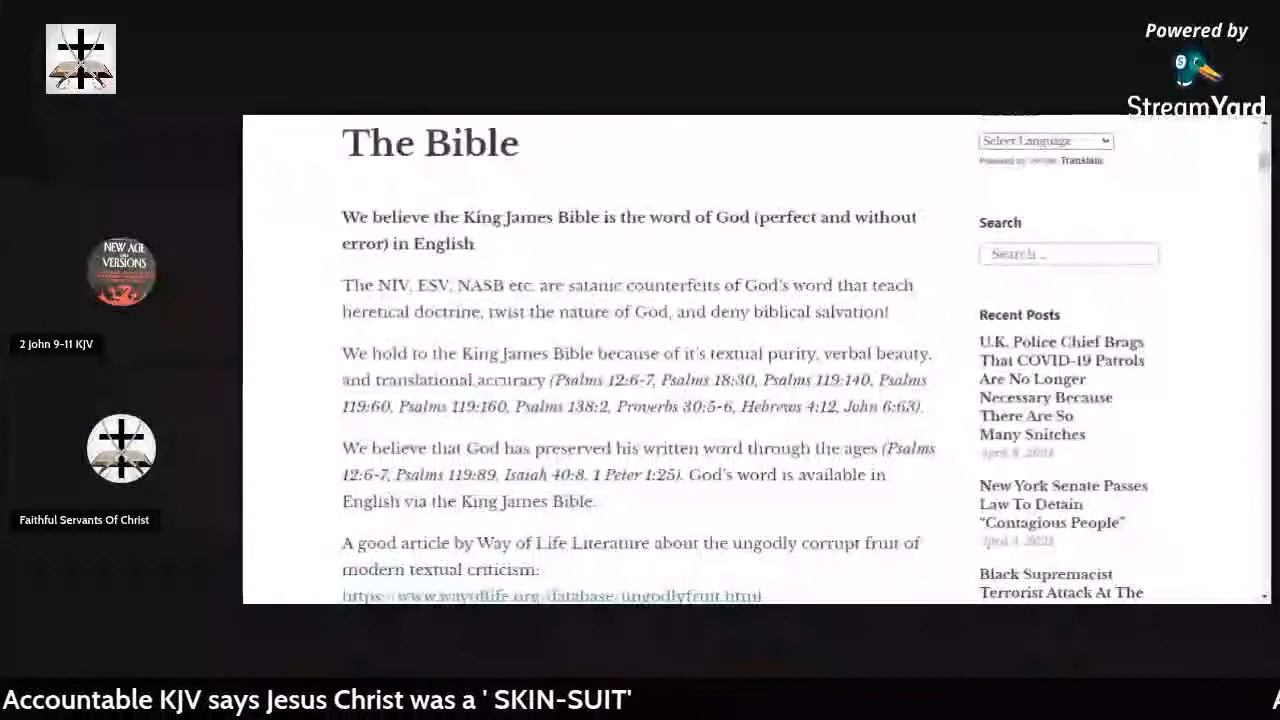 Powered by
StreamYard
The Bible
We believe the King James Bible is the word of God (perfect and without
error) in English
The NIV, ESV, NASB etc. are satanic counterfeits of God's word that teach
heretical doctrine, twist the nature of God, and deny biblical salvation!
We hold to the King James Bible because of it's textual purity, verbal beauty,
and translational accuracy (Psalms 12:6-7, Psalms 18:30, Psalms 119:140, Psalms
119:60, Psalms 119:160, Psalms 138:2, Proverbs 30:5-6, Hebrews 4:12, John 6:63).
We believe that God has preserved his written word through the ages (Psalms
12:6-7, Psalms 119:89, Isaiah 40:8, 1 Peter 1:25). God's word is available in
English via the King James Bible.
A good article by Way of Life Literature about the ungodly corrupt fruit of
modern textual criticism:
https://www.wayoflife.org/database/ungodlyfruit.html
Select Language
Powered by Translate
Search
Search ...
Recent Posts
U.K. Police Chief Brags
That COVID-19 Patrols
Are No Longer
Necessary Because
There Are So
Many Snitches
New York Senate Passes
Law To Detain
"Contagious People"
Black Supremacist
Terrorist Attack At The
NEW AGE
VERSIONS
2 John 9-11 KJV
Faithful Servants Of Christ
Accountable KJV says Jesus Christ was a ' SKIN-SUIT'